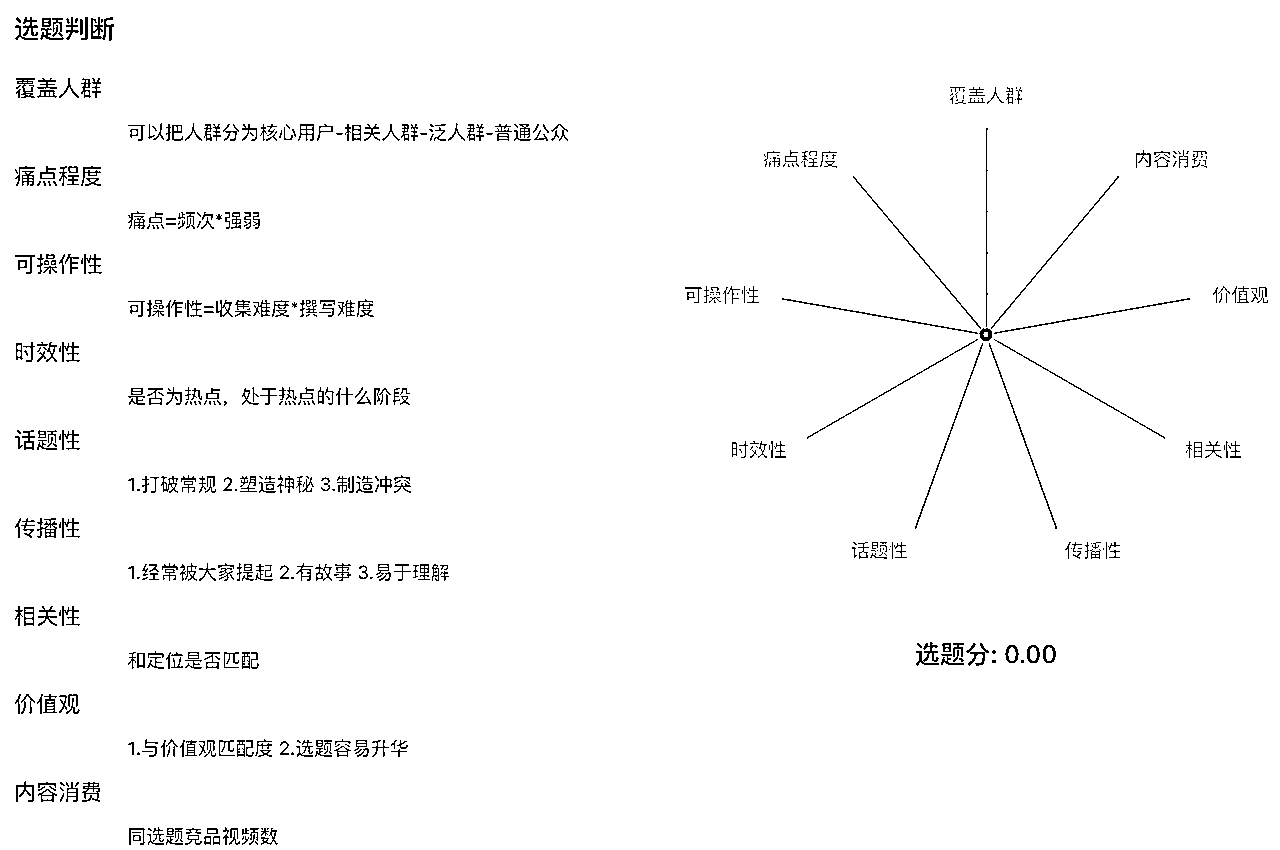 选题判断
覆盖人群
可以把人群分为核心用户-相关人群-泛人群-普通公众
痛点程度
痛点=频次*强弱
可操作性
可操作性=收集难度*撰写难度
时效性
是否为热点，处于热点的什么阶段
话题性
1.打破常规 2.塑造神秘 3.制造冲突
传播性
1.经常被大家提起 2.有故事 3.易于理解
相关性
和定位是否匹配
价值观
1.与价值观匹配度 2.选题容易升华
内容消费
同选题竞品视频数
覆盖人群
痛点程度
内容消费
可操作性
价值观
时效性
相关性
话题性
传播性
选题分: 0.00